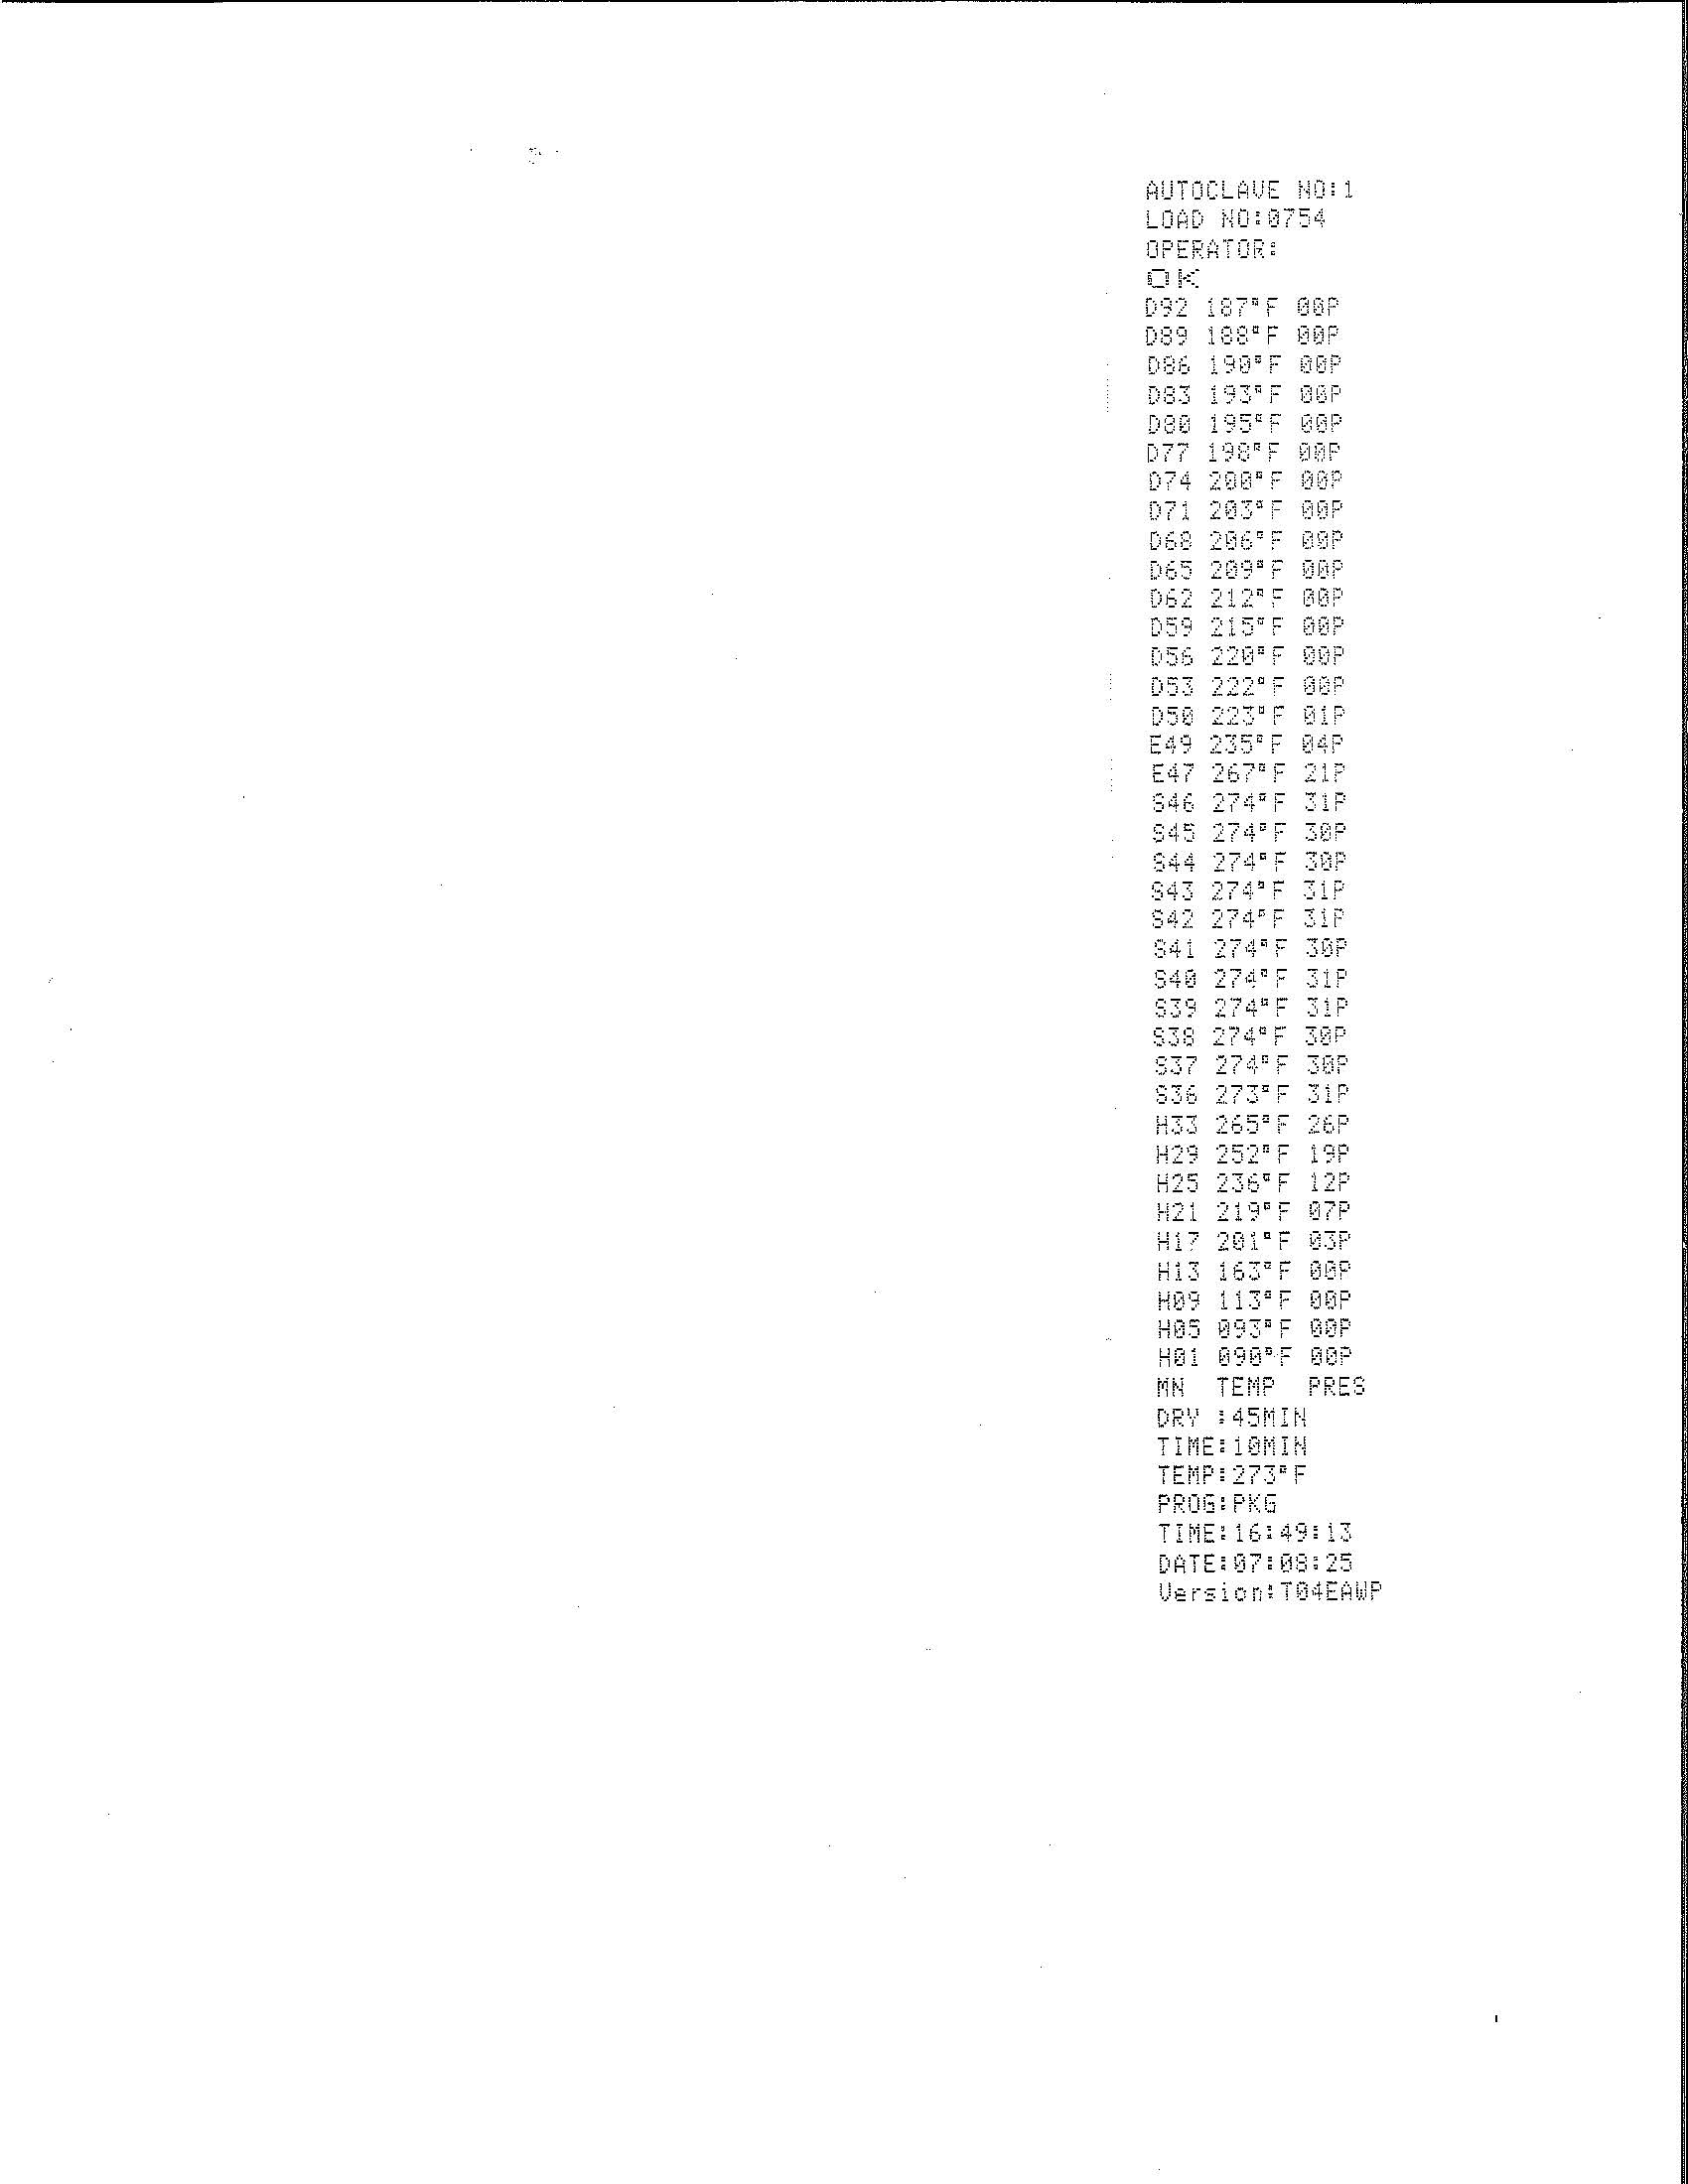 AUTOCLAVE NO:1
LOAD NO:0754
OPERATOR:
OK
D92 187°F 00P
D89 188°F 00P
D86 190°F 00P
D83 193°F 00P
D80 195°F 00P
D77 198°F 00P
D74 200°F 00P
D71 203°F 00P
D68 206°F 00P
D65 209°F 00P
D62 212°F 00P
D59 215°F 00P
D56 220°F 00P
D53 222°F 00P
D50 223°F 01P
E49 235°F 04P
E47 267°F 21P
S46 274°F 31P
S45 274°F 30P
S44 274°F 30P
S43 274°F 31P
S42 274°F 31P
S41 274°F 30P
S40 274°F 31P
S39 274°F 31P
S38 274°F 30P
S37 274°F 30P
S36 273°F 31P
H33 265°F 26P
H29 252°F 19P
H25 236°F 12P
H21 219°F 07P
H17 201°F 03P
H13 163°F 00P
H09 113°F 00P
H05 093°F 00P
H01 090°F 00P
MN TEMP PRES
DRY :45MIN
TIME:10MIN
TEMP:273°F
PROG:PKG
TIME:16:49:13
DATE:07:08:25
Version:T04EAWP